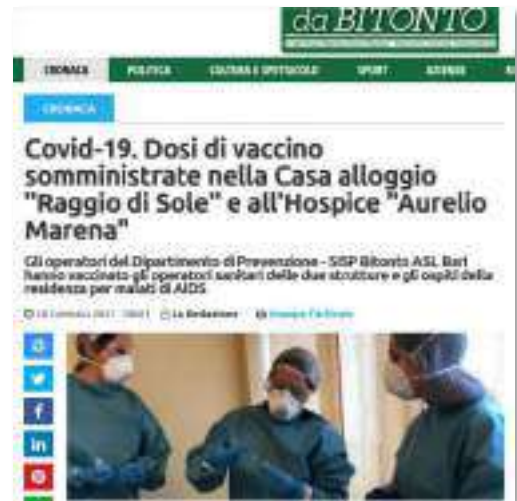 da BITONTO
CRONACA POLITICA CULTURA E SPETTACOLO SPORT AZIENDE
CRONACA
Covid-19. Dosi di vaccino
somministrate nella Casa alloggio
"Raggio di Sole" e all'Hospice "Aurelio
Marena"
Gli operatori del Dipartimento di Prevenzione - SISP Bitonto ASL Bari
hanno vaccinato gli operatori sanitari delle due strutture e gli ospiti della
residenza per malati di AIDS
2021 La Redazione
f
in